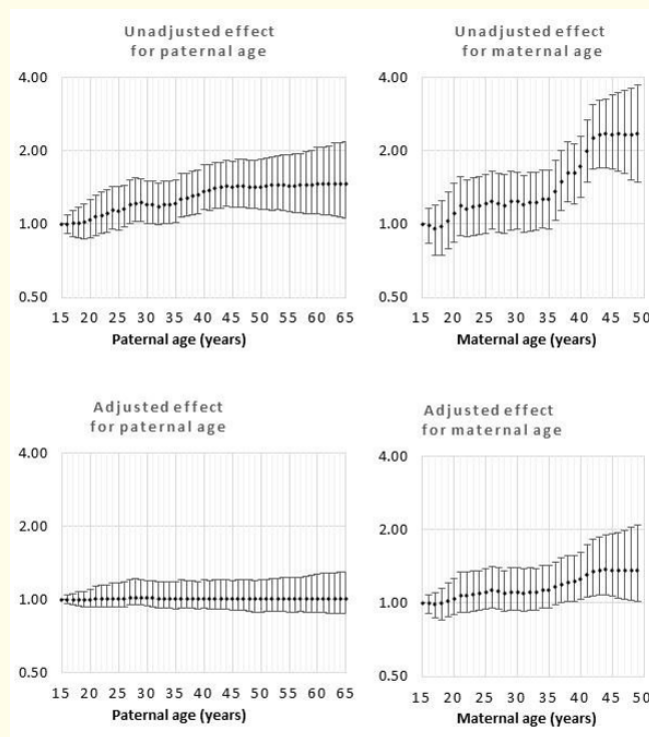 Unadjusted effect
for paternal age
4.00
2.00
1.00
0.50
15 20 25 30 35 40 45 50 55 60 65
Paternal age (years)
Unadjusted effect
for maternal age
4.00
2.00
1.00
0.50
15 20 25 30 35 40 45 50
Maternal age (years)
Adjusted effect
for paternal age
4.00
2.00
1.00
0.50
15 20 25 30 35 40 45 50 55 60 65
Paternal age (years)
Adjusted effect
for maternal age
4.00
2.00
1.00
0.50
15 20 25 30 35 40 45 50
Maternal age (years)